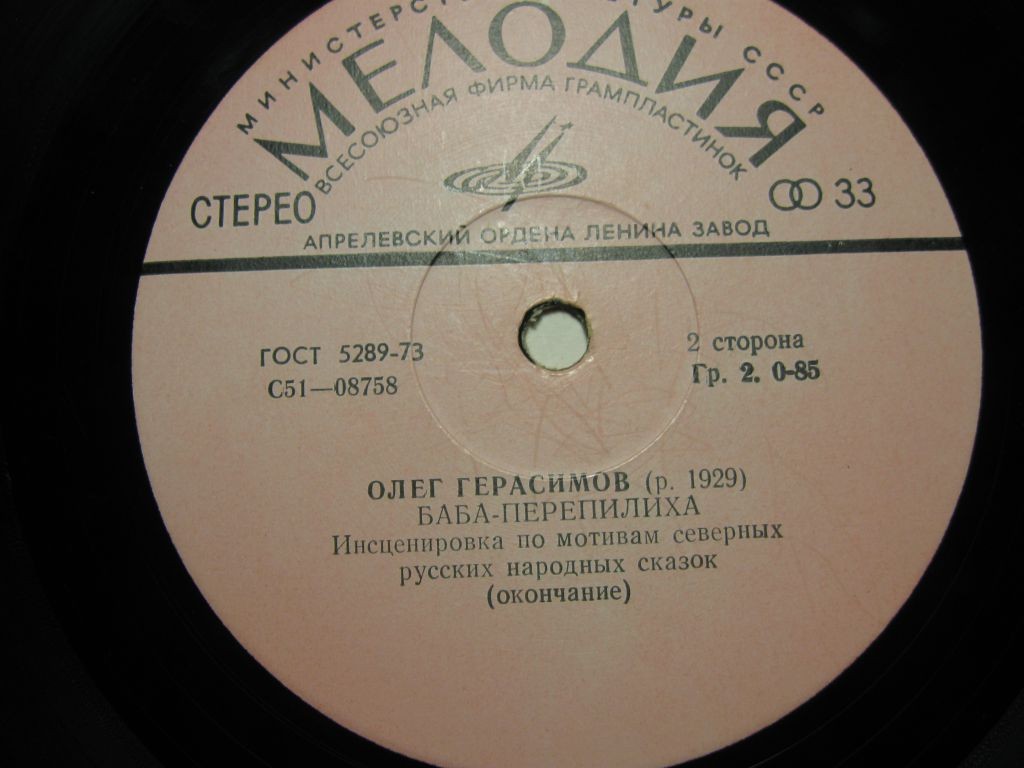 МИНИСТЕРСТ ТУРЫ СССР
МЕЛОДИЯ
ВСЕСОЮЗНАЯ ФИРМА ГРАМПЛАСТИНОК
СТЕРЕО
33
АПРЕЛЕВСКИЙ ОРДЕНА ЛЕНИНА ЗАВОД
ГОСТ 5289-73
С51—08758
2 сторона
Гр. 2. 0-85
ОЛЕГ ГЕРАСИМОВ (р. 1929)
БАБА-ПЕРЕПИЛИХА
Инсценировка по мотивам северных
русских народных сказок
(окончание)